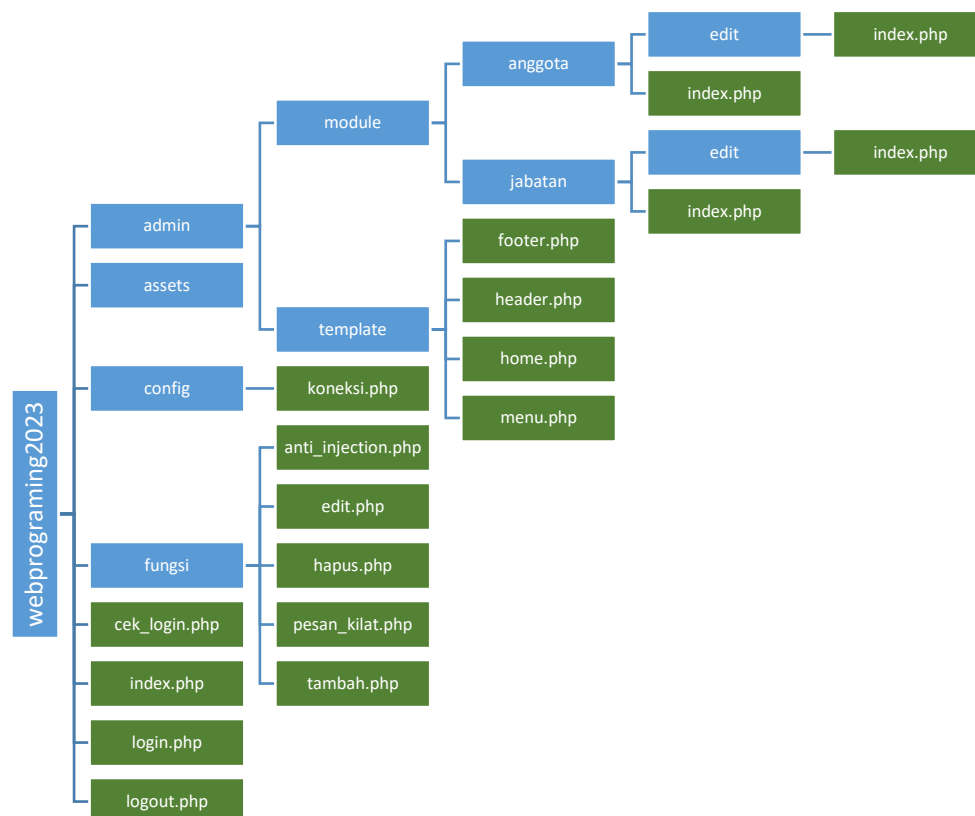 webprograming2023
admin
module
anggota
edit
index.php
index.php
jabatan
edit
index.php
index.php
template
footer.php
header.php
home.php
menu.php
assets
config
koneksi.php
fungsi
anti_injection.php
edit.php
hapus.php
pesan_kilat.php
tambah.php
cek_login.php
index.php
login.php
logout.php